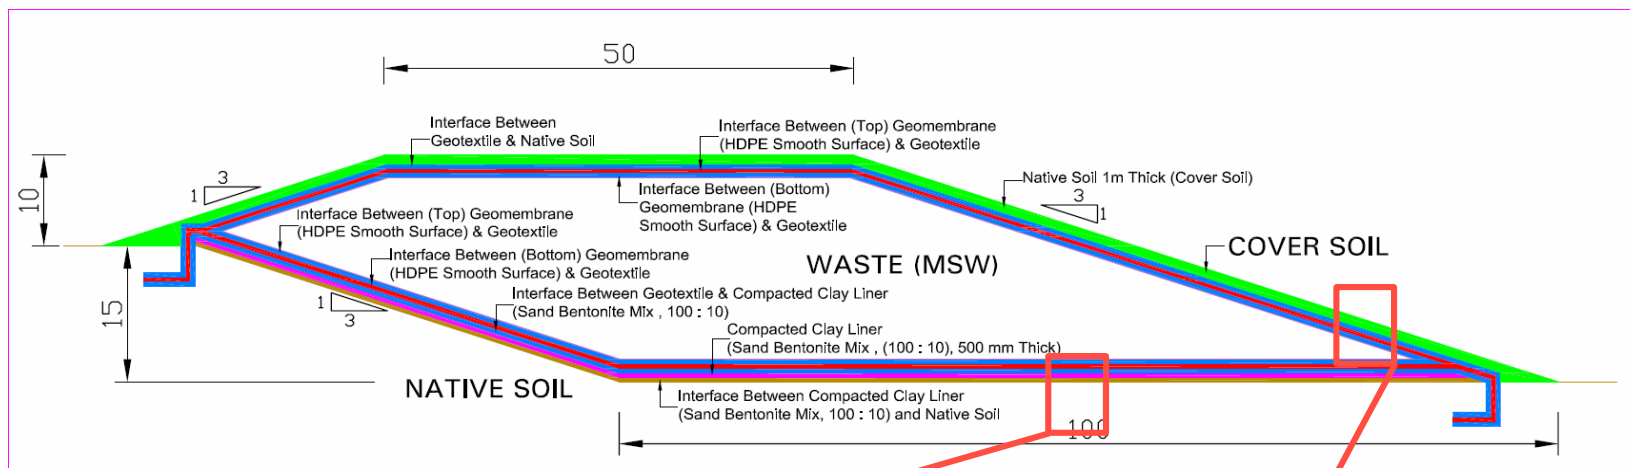 50
Interface Between
Geotextile & Native Soil
Interface Between (Top) Geomembrane
(HDPE Smooth Surface) & Geotextile
10
3
1
Native Soil 1m Thick (Cover Soil)
3
1
Interface Between (Bottom)
Geomembrane (HDPE
Smooth Surface) & Geotextile
Interface Between (Top) Geomembrane
(HDPE Smooth Surface) & Geotextile
COVER SOIL
Interface Between (Bottom) Geomembrane
(HDPE Smooth Surface) & Geotextile
WASTE (MSW)
15
1
3
Interface Between Geotextile & Compacted Clay Liner
(Sand Bentonite Mix , 100 : 10)
Compacted Clay Liner
(Sand Bentonite Mix , (100 : 10), 500 mm Thick)
NATIVE SOIL
Interface Between Compacted Clay Liner
(Sand Bentonite Mix, 100 : 10) and Native Soil
100